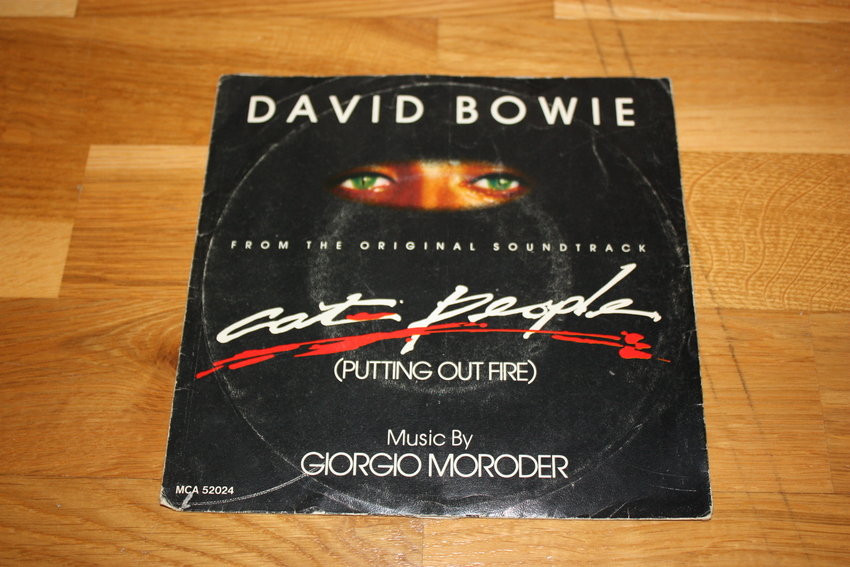 DAVID BOWIE
FROM THE ORIGINAL SOUNDTRACK
cat people
(PUTTING OUT FIRE)
Music By
GIORGIO MORODER
MCA 52024